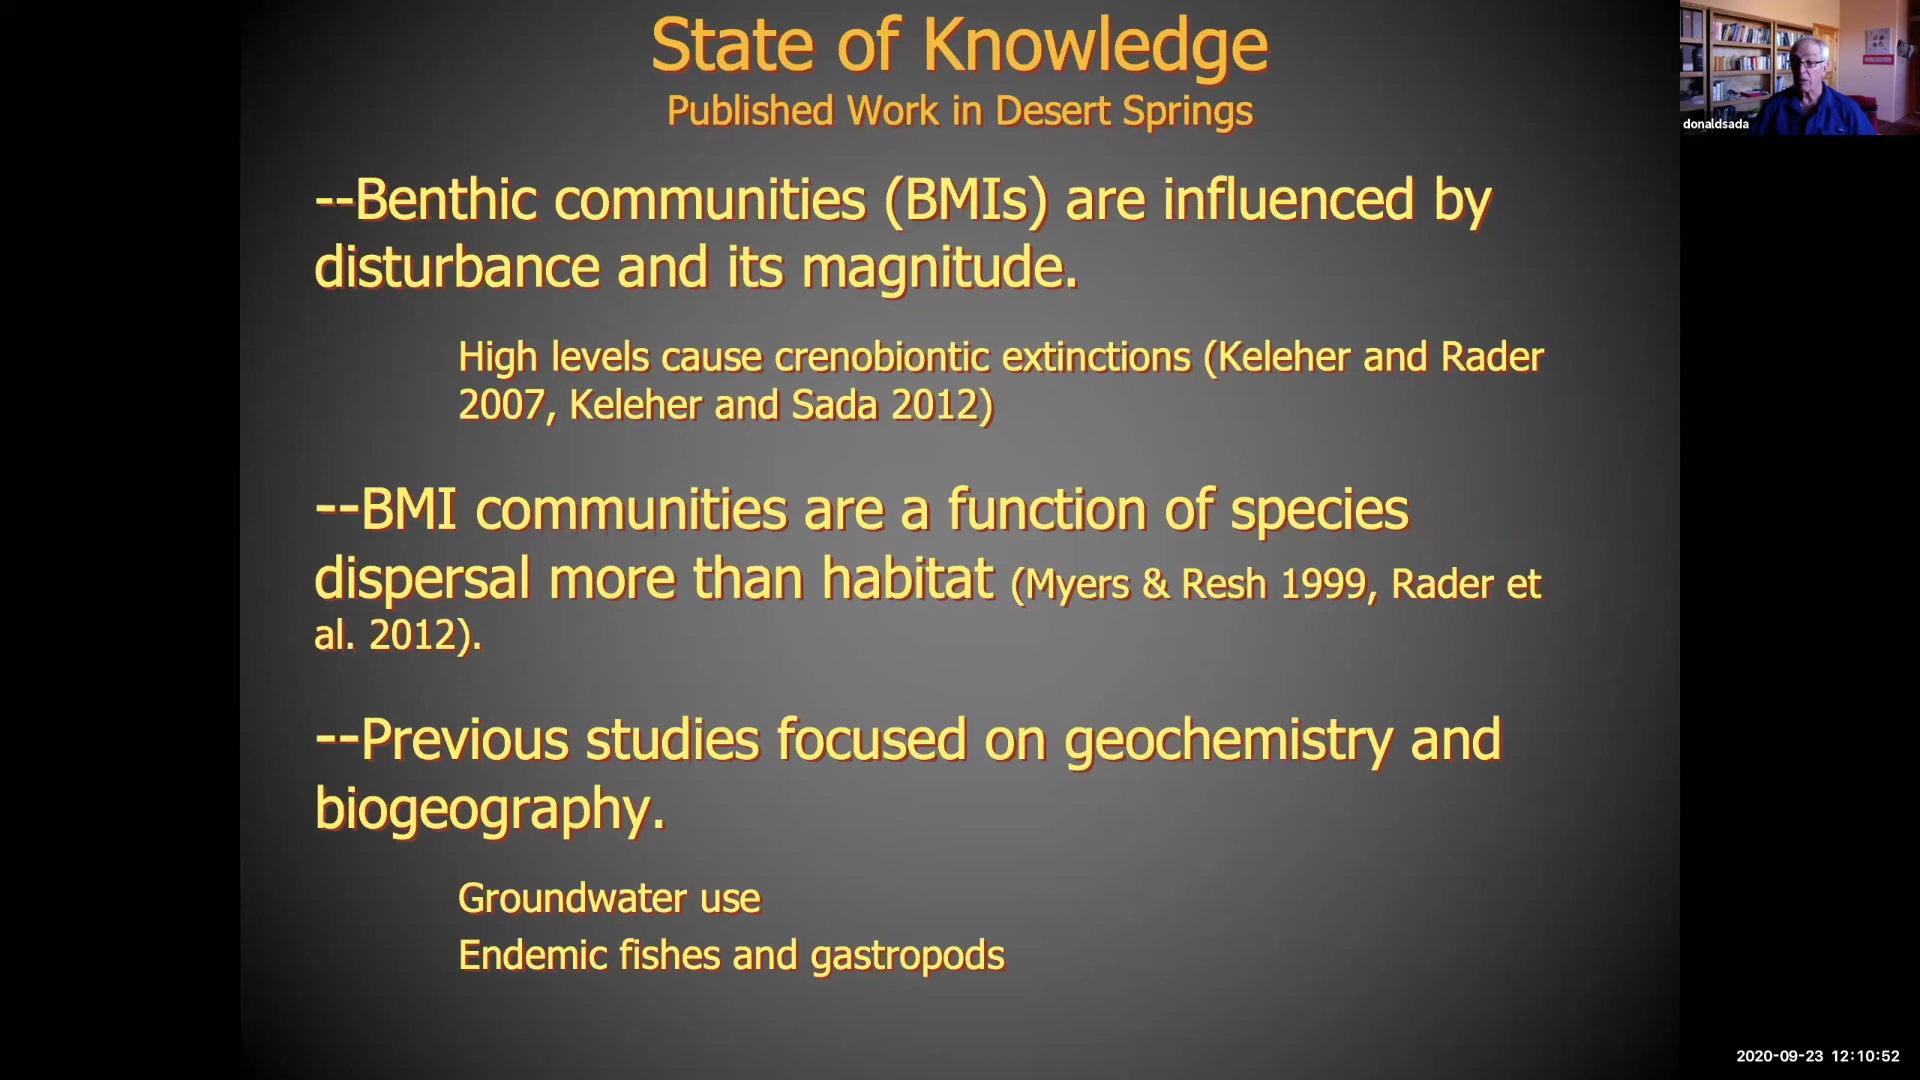 State of Knowledge
Published Work in Desert Springs
--Benthic communities (BMIs) are influenced by
disturbance and its magnitude.
High levels cause crenobiontic extinctions (Keleher and Rader
2007, Keleher and Sada 2012)
--BMI communities are a function of species
dispersal more than habitat (Myers & Resh 1999, Rader et
al. 2012).
--Previous studies focused on geochemistry and
biogeography.
Groundwater use
Endemic fishes and gastropods
donaldsada
2020-09-23 12:10:52